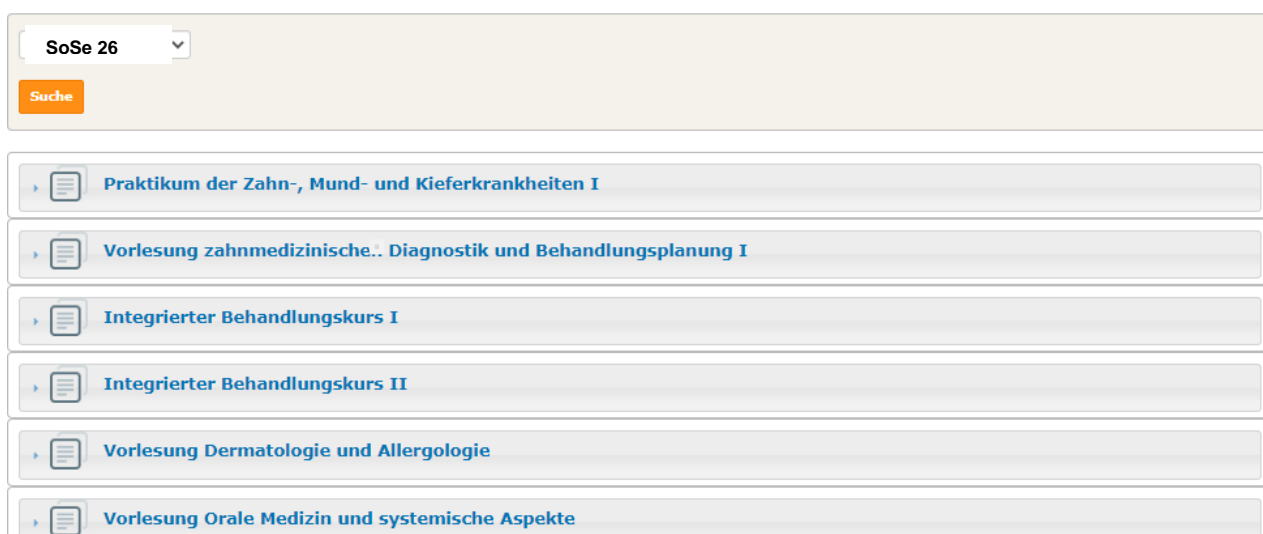 SoSe 26
Suche
Praktikum der Zahn-, Mund- und Kieferkrankheiten I
Vorlesung zahnmedizinische.. Diagnostik und Behandlungsplanung I
Integrierter Behandlungskurs I
Integrierter Behandlungskurs II
Vorlesung Dermatologie und Allergologie
Vorlesung Orale Medizin und systemische Aspekte